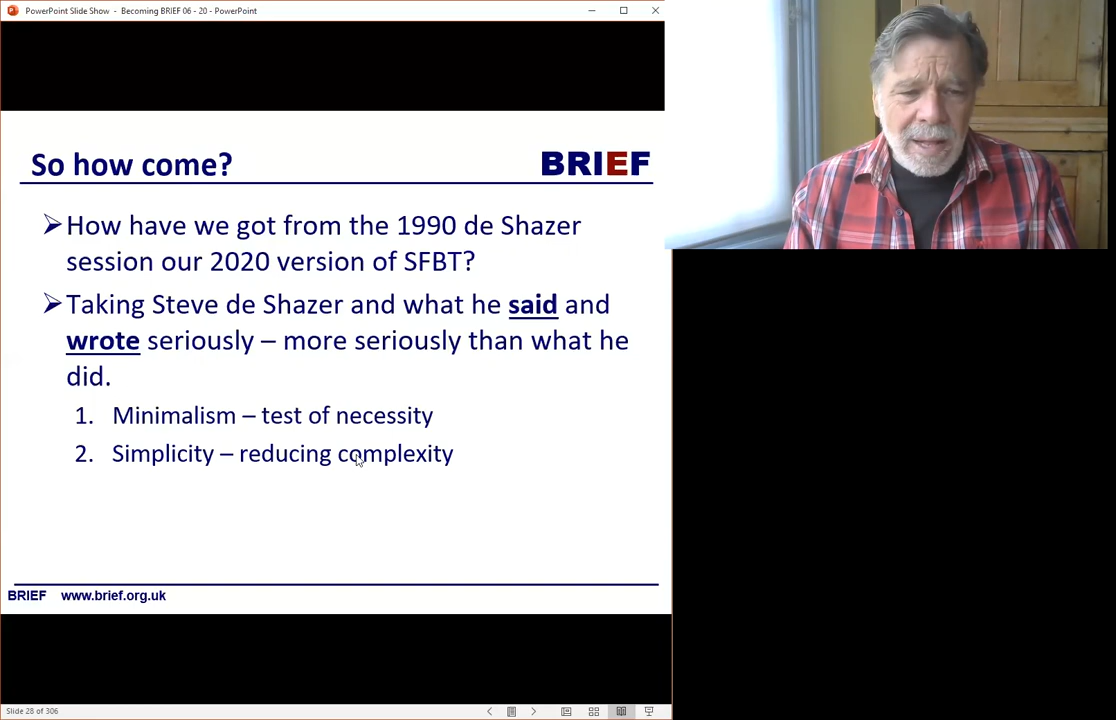 PowerPoint Slide Show - Becoming BRIEF 06 - 20 - PowerPoint
So how come?
BRIEF
How have we got from the 1990 de Shazer
session our 2020 version of SFBT?
Taking Steve de Shazer and what he said and
wrote seriously – more seriously than what he
did.
1. Minimalism – test of necessity
2. Simplicity – reducing complexity
BRIEF www.brief.org.uk
Slide 28 of 306